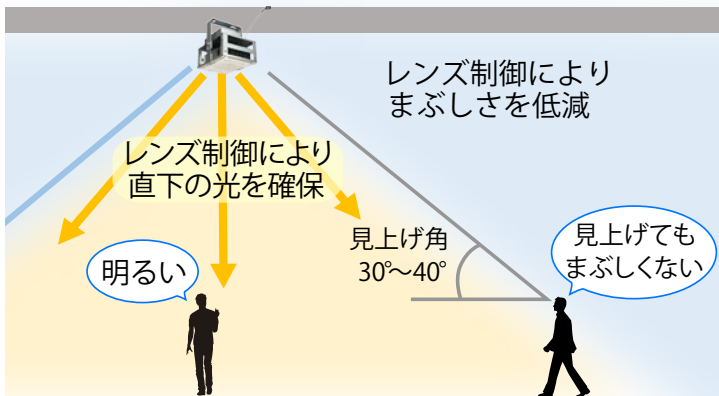 レンズ制御により
まぶしさを低減
レンズ制御により
直下の光を確保
見上げ角
30°～40°
見上げても
まぶしくない
明るい